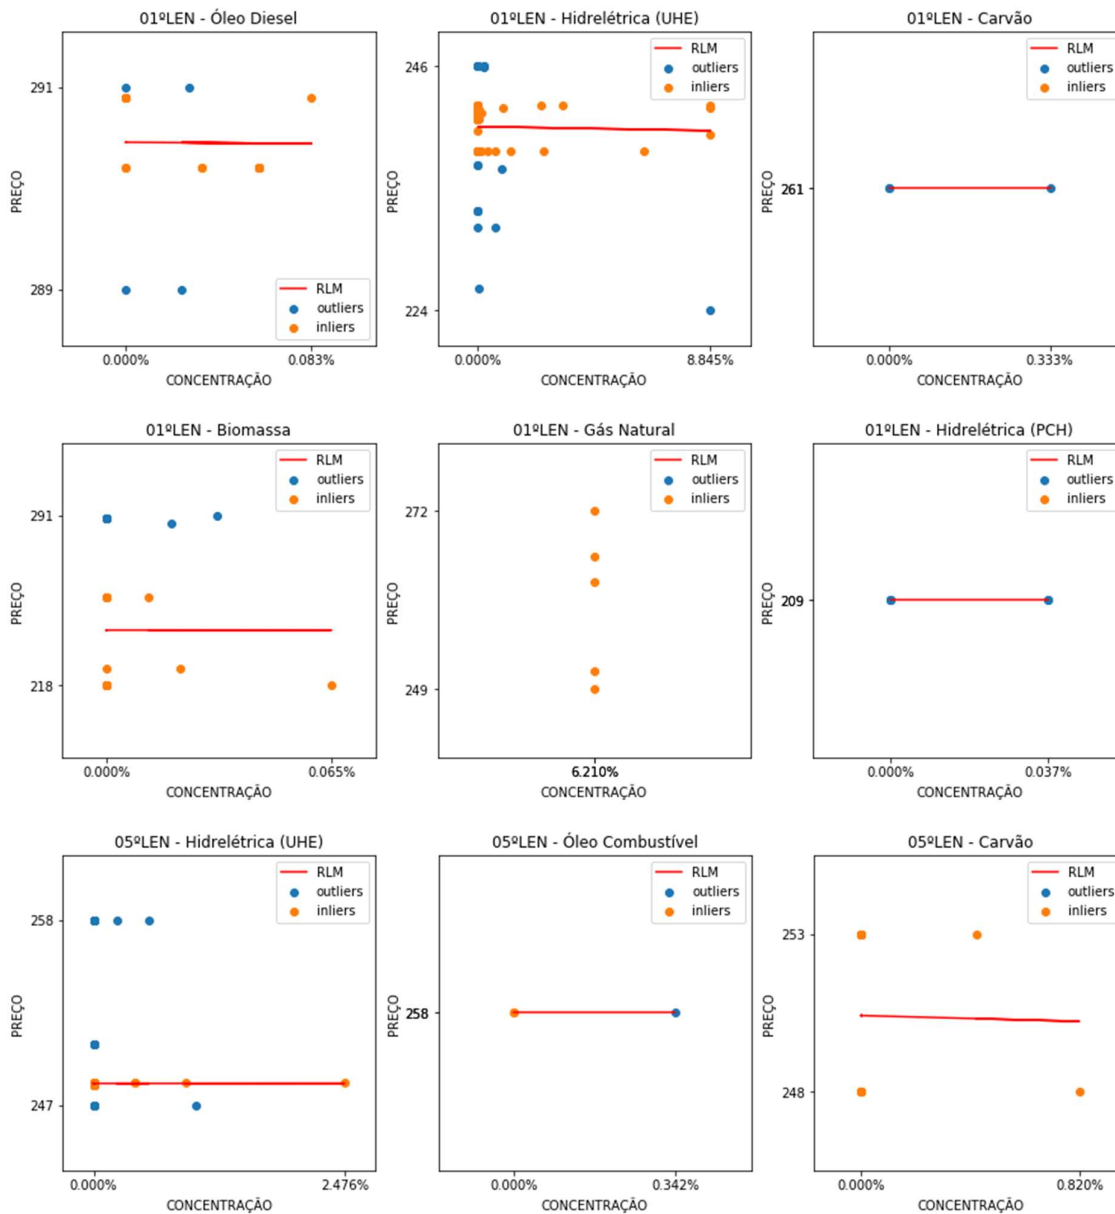 01ºLEN - Óleo Diesel
291
289
PREÇO
0.000%
0.083%
CONCENTRAÇÃO
RLM
outliers
inliers
01ºLEN - Hidrelétrica (UHE)
246
224
PREÇO
0.000%
8.845%
CONCENTRAÇÃO
RLM
outliers
inliers
01ºLEN - Carvão
261
PREÇO
0.000%
0.333%
CONCENTRAÇÃO
RLM
outliers
inliers
01ºLEN - Biomassa
291
218
PREÇO
0.000%
0.065%
CONCENTRAÇÃO
RLM
outliers
inliers
01ºLEN - Gás Natural
272
249
PREÇO
6.210%
CONCENTRAÇÃO
RLM
outliers
inliers
01ºLEN - Hidrelétrica (PCH)
209
PREÇO
0.000%
0.037%
CONCENTRAÇÃO
RLM
outliers
inliers
05ºLEN - Hidrelétrica (UHE)
258
247
PREÇO
0.000%
2.476%
CONCENTRAÇÃO
RLM
outliers
inliers
05ºLEN - Óleo Combustível
258
PREÇO
0.000%
0.342%
CONCENTRAÇÃO
RLM
outliers
inliers
05ºLEN - Carvão
253
248
PREÇO
0.000%
0.820%
CONCENTRAÇÃO
RLM
outliers
inliers